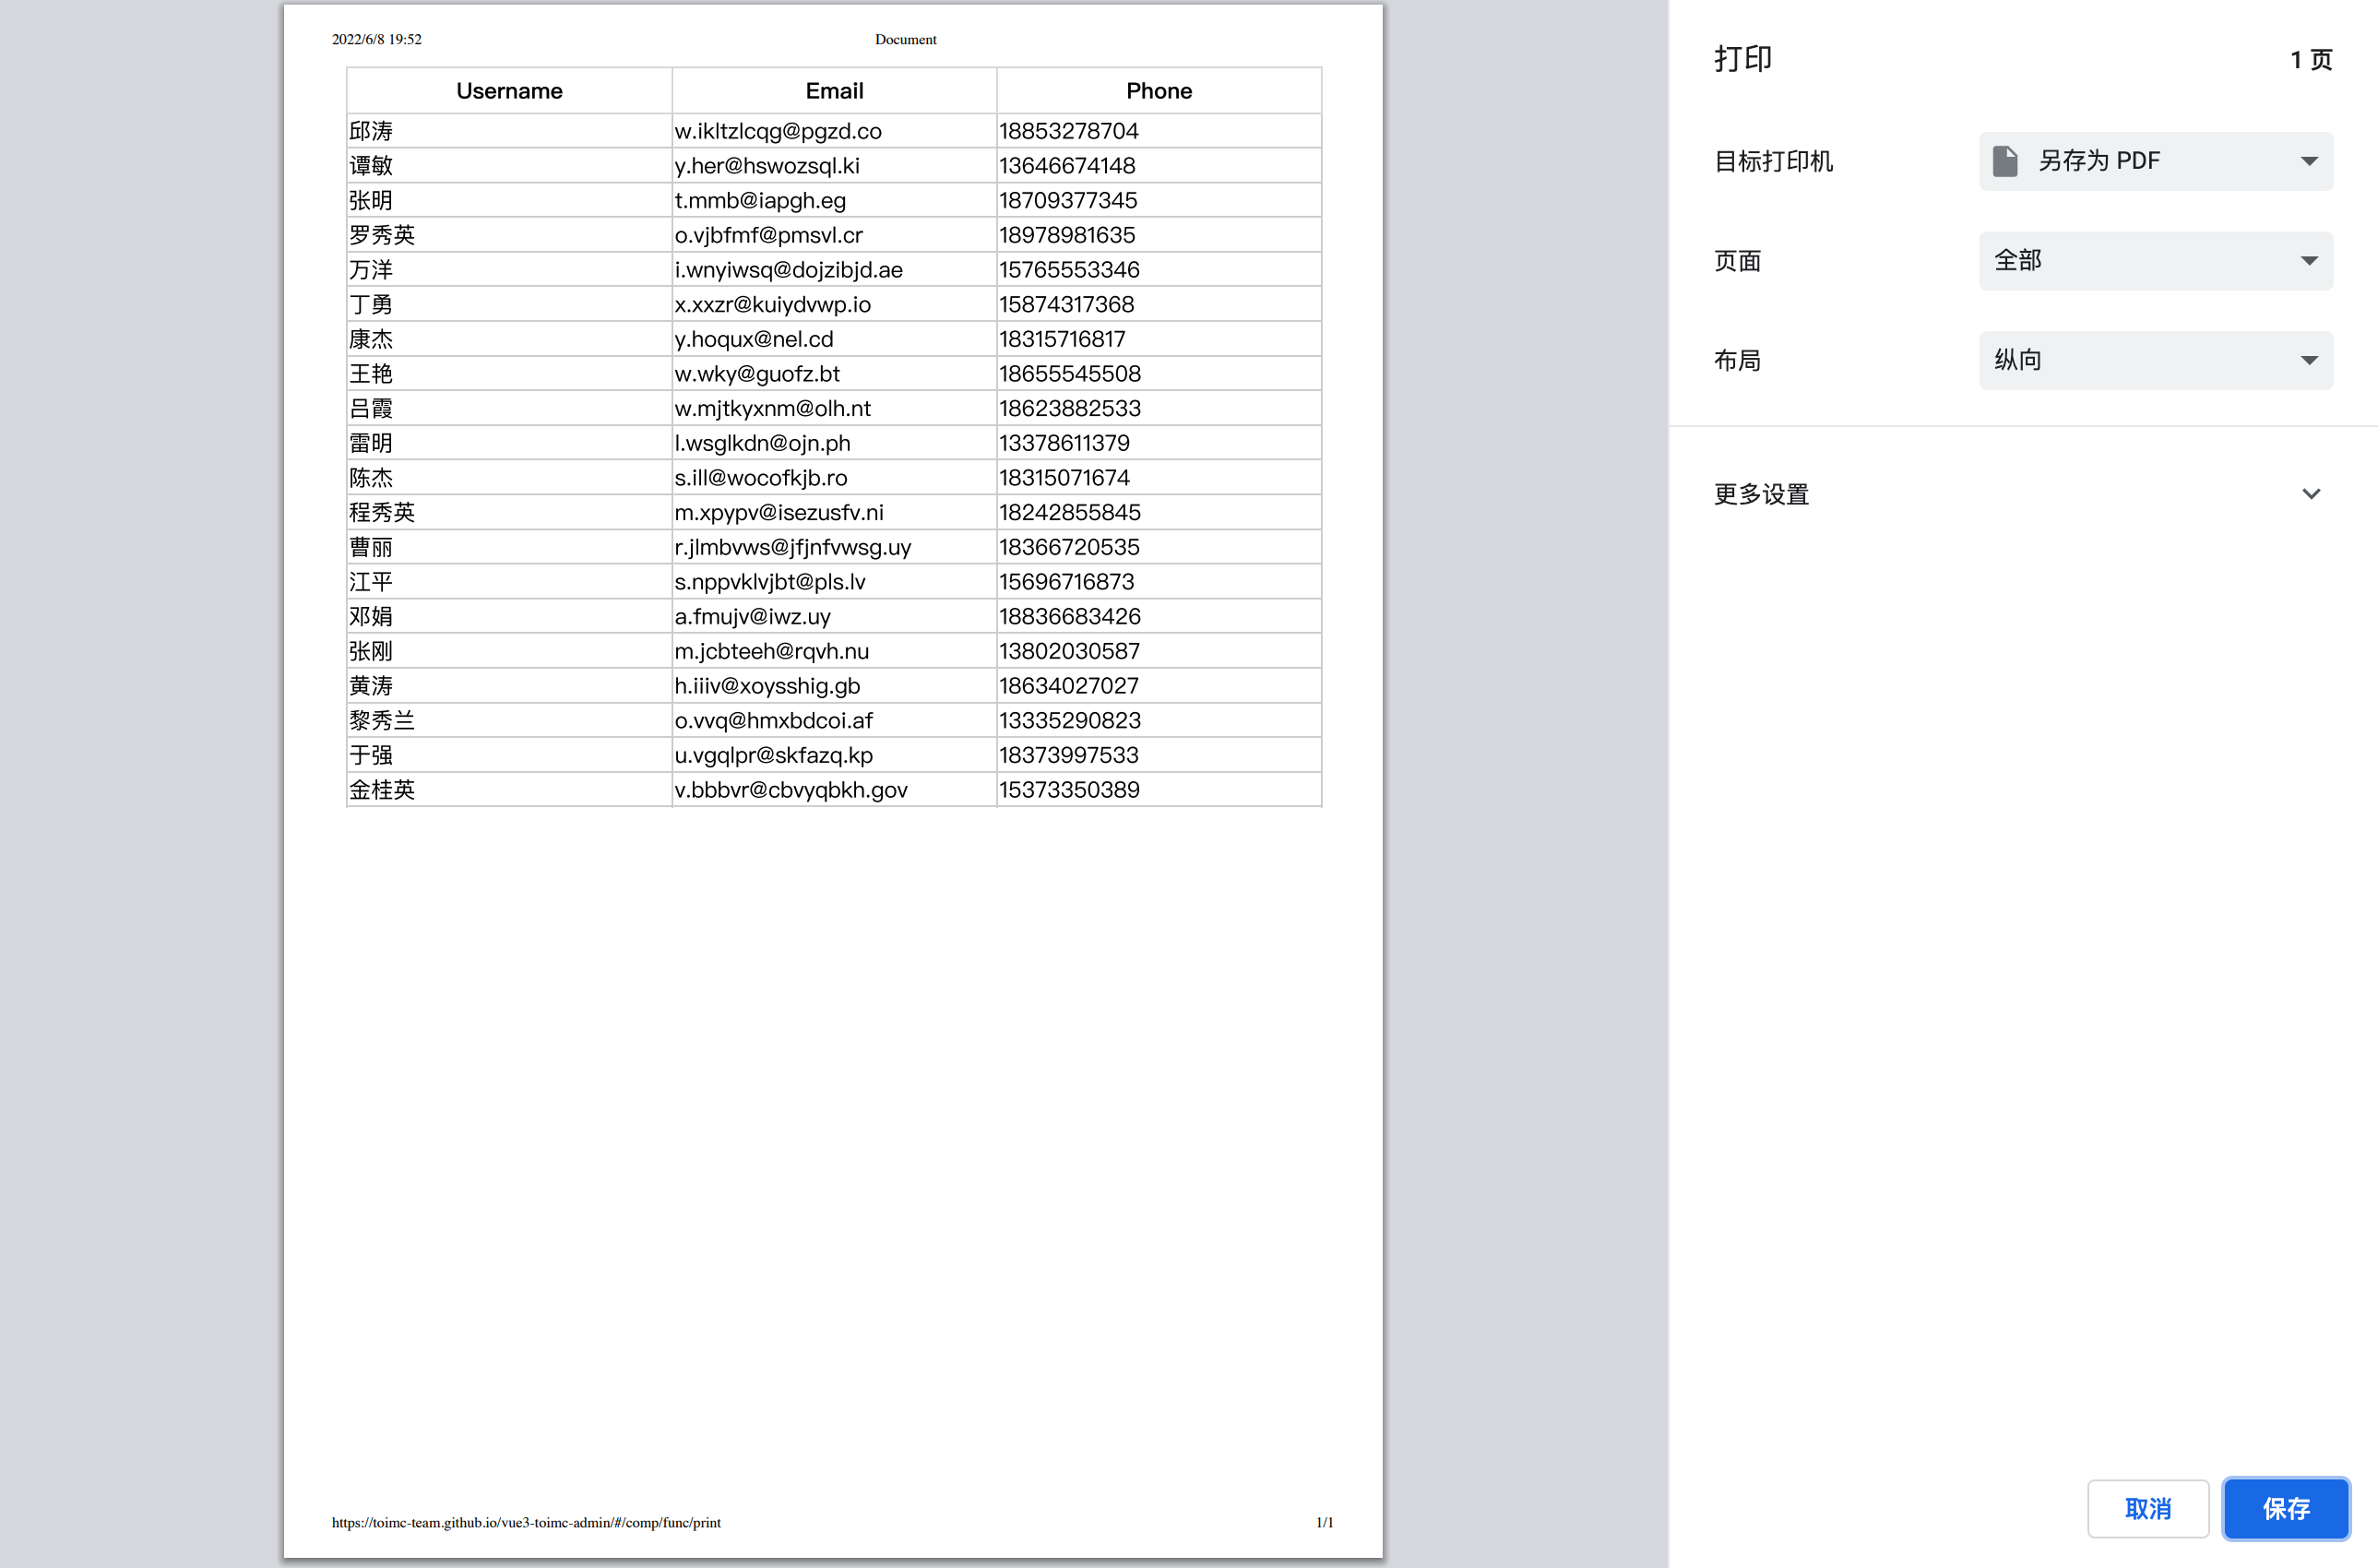 2022/6/8 19:52 Document
Username Email Phone
邱涛 w.ikltzlcqg@pgzd.co 18853278704
谭敏 y.her@hswozsql.ki 13646674148
张明 t.mmb@iapgh.eg 18709377345
罗秀英 o.vjbfmf@pmsvl.cr 18978981635
万洋 i.wnyiwsq@dojzibjd.ae 15765553346
丁勇 x.xxzr@kuiydvwp.io 15874317368
康杰 y.hoqux@nel.cd 18315716817
王艳 w.wky@guofz.bt 18655545508
吕霞 w.mjtkyxnm@olh.nt 18623882533
雷明 l.wsglkdn@ojn.ph 13378611379
陈杰 s.ill@wocofkjb.ro 18315071674
程秀英 m.xpypv@isezusfv.ni 18242855845
曹丽 r.jlmbvws@jfjnfvwsg.uy 18366720535
江平 s.nppvklvjbt@pls.lv 15696716873
邓娟 a.fmujv@iwz.uy 18836683426
张刚 m.jcbteeh@rqvh.nu 13802030587
黄涛 h.iiiv@xoysshig.gb 18634027027
黎秀兰 o.vvq@hmxbdcoi.af 13335290823
于强 u.vgqlpr@skfazq.kp 18373997533
金桂英 v.bbbvr@cbvyqbkh.gov 15373350389
https://toimc-team.github.io/vue3-toimc-admin/#/comp/func/print 1/1
打印 1 页
目标打印机 另存为 PDF
页面 全部
布局 纵向
更多设置
取消 保存